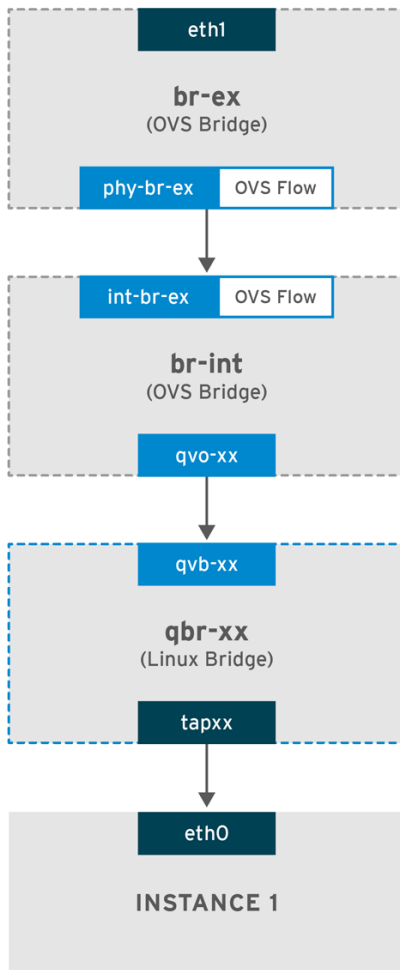 eth1
br-ex
(OVS Bridge)
phy-br-ex OVS Flow
int-br-ex OVS Flow
br-int
(OVS Bridge)
qvo-xx
qvb-xx
qbr-xx
(Linux Bridge)
tapxx
eth0
INSTANCE 1